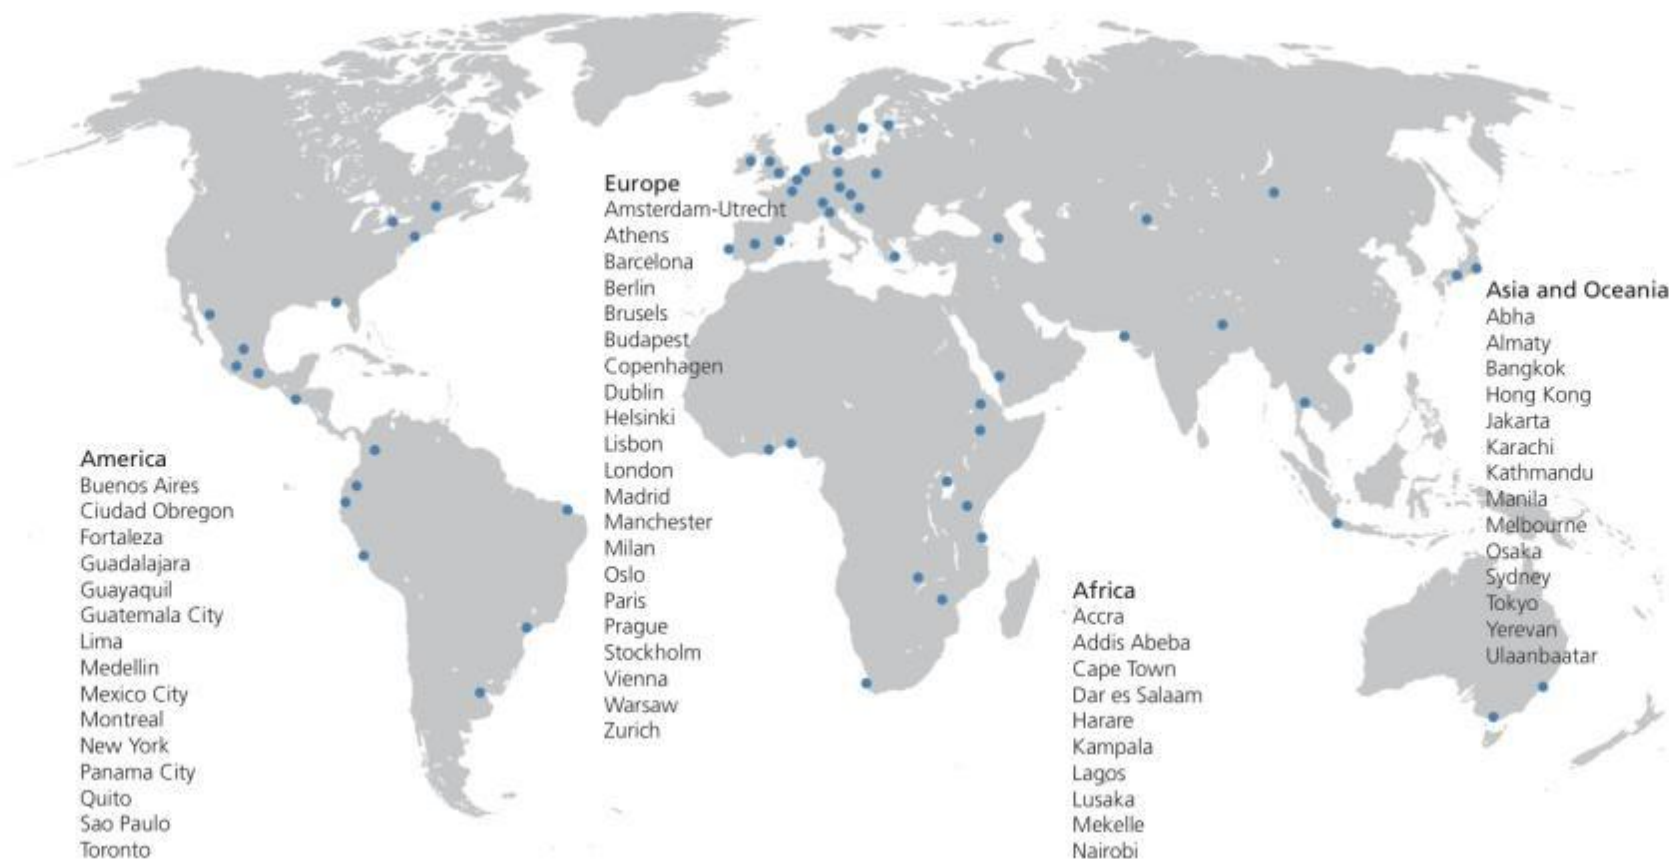 America
Buenos Aires
Ciudad Obregon
Fortaleza
Guadalajara
Guayaquil
Guatemala City
Lima
Medellin
Mexico City
Montreal
New York
Panama City
Quito
Sao Paulo
Toronto
Europe
Amsterdam-Utrecht
Athens
Barcelona
Berlin
Brussels
Budapest
Copenhagen
Dublin
Helsinki
Lisbon
London
Madrid
Manchester
Milan
Oslo
Paris
Prague
Stockholm
Vienna
Warsaw
Zurich
Africa
Accra
Addis Abeba
Cape Town
Dar es Salaam
Harare
Kampala
Lagos
Lusaka
Mekelle
Nairobi
Asia and Oceania
Abha
Almaty
Bangkok
Hong Kong
Jakarta
Karachi
Kathmandu
Manila
Melbourne
Osaka
Sydney
Tokyo
Yerevan
Ulaanbaatar